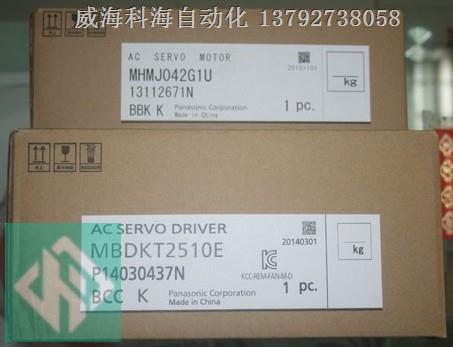 威海科海自动化 13792738058
AC SERVO MOTOR
MHMJ042G1U
13112671N
BBK K
Panasonic Corporation
Made in China
20131101
kg
1 pc.
AC SERVO DRIVER
MBDKT2510E
P14030437N
BCC K
Panasonic Corporation
Made in China
20140301
KCC-REM-FAN-M-D
1 pc.
kg